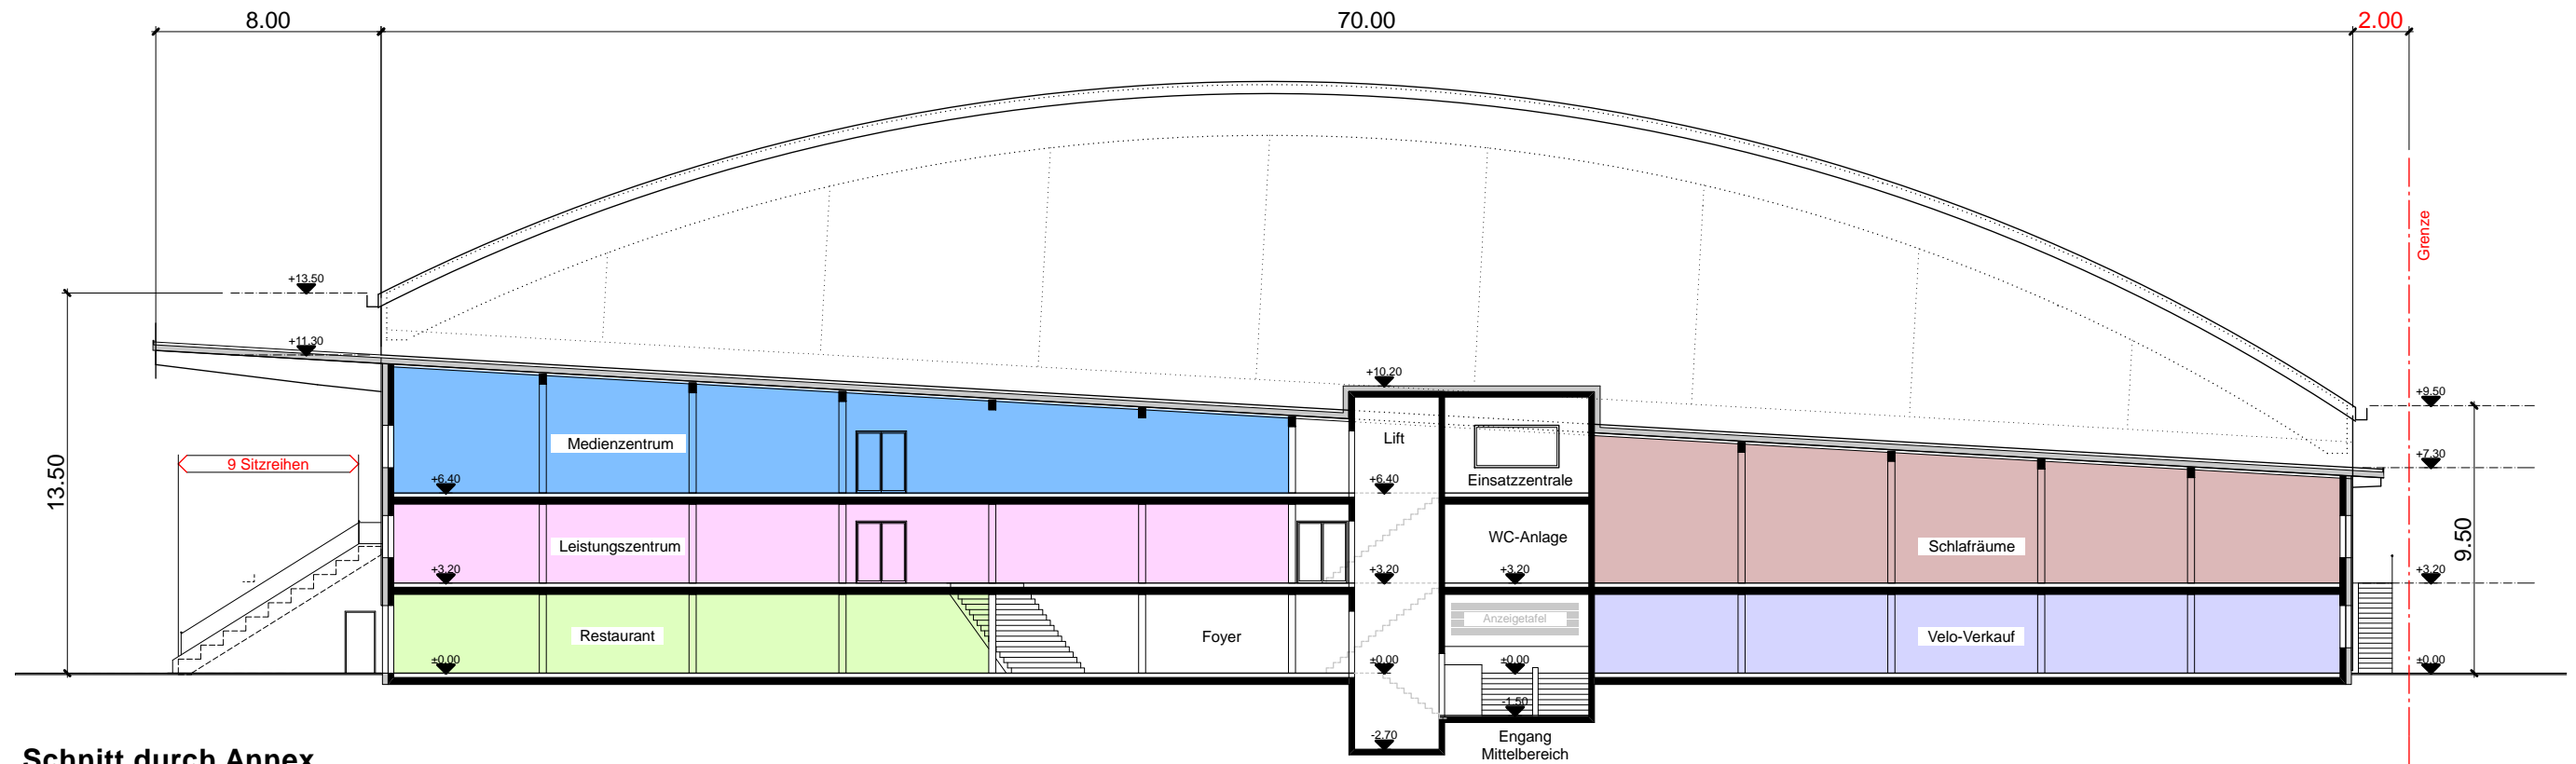 8.00
70.00
2.00
Grenze
+13.50
+11.30
+10.20
+9.50
Lift
Medienzentrum
9 Sitzreihen
+7.30
13.50
+6.40
+6.40
Einsatzzentrale
9.50
WC-Anlage
Leistungszentrum
Schlafräume
+3.20
+3.20
+3.20
+3.20
Anzeigetafel
Restaurant
Foyer
Velo-Verkauf
±0.00
±0.00
±0.00
±0.00
-1.50
-2.70
Engang
Mittelbereich
Schnitt durch Annex